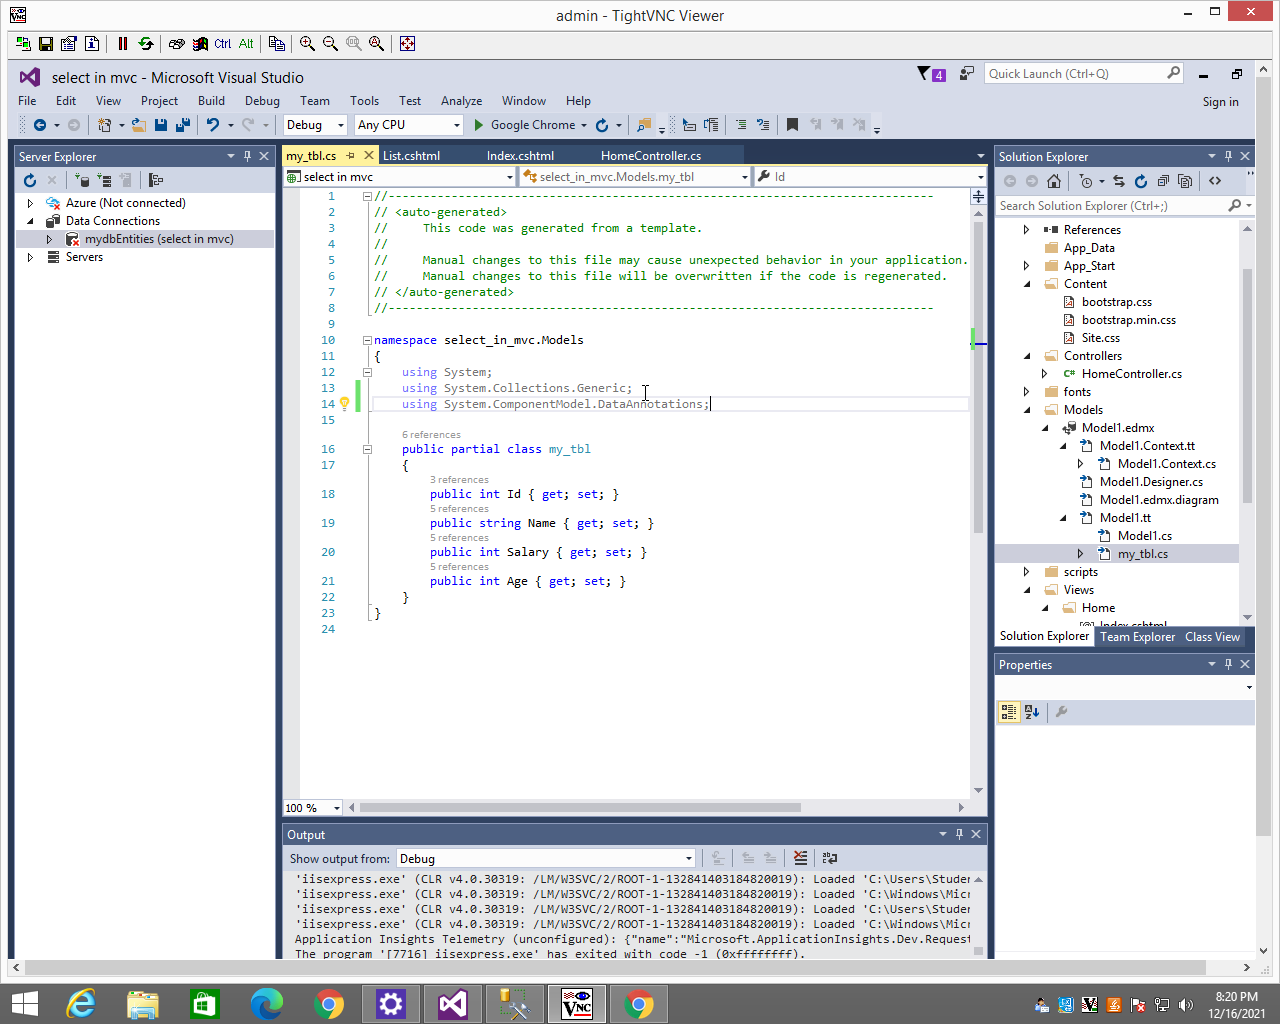 admin - TightVNC Viewer
Ctrl Alt
select in mvc - Microsoft Visual Studio
4
Quick Launch (Ctrl+Q)
File Edit View Project Build Debug Team Tools Test Analyze Window Help
Sign in
Debug Any CPU Google Chrome
Server Explorer
Azure (Not connected)
Data Connections
mydbEntities (select in mvc)
Servers
my_tbl.cs List.cshtml Index.cshtml HomeController.cs
select in mvc select_in_mvc.Models.my_tbl Id
1 //------------------------------------------------------------------------------
2 // <auto-generated>
3 //     This code was generated from a template.
4 //
5 //     Manual changes to this file may cause unexpected behavior in your application.
6 //     Manual changes to this file will be overwritten if the code is regenerated.
7 // </auto-generated>
8 //------------------------------------------------------------------------------
9
10 namespace select_in_mvc.Models
11 {
12     using System;
13     using System.Collections.Generic;
14     using System.ComponentModel.DataAnnotations;
15
6 references
16     public partial class my_tbl
17     {
3 references
18         public int Id { get; set; }
5 references
19         public string Name { get; set; }
5 references
20         public int Salary { get; set; }
5 references
21         public int Age { get; set; }
22     }
23 }
24
100 %
Output
Show output from: Debug
'iisexpress.exe' (CLR v4.0.30319: /LM/W3SVC/2/ROOT-1-132841403184820019): Loaded 'C:\Users\Studer
'iisexpress.exe' (CLR v4.0.30319: /LM/W3SVC/2/ROOT-1-132841403184820019): Loaded 'C:\Windows\Micr
'iisexpress.exe' (CLR v4.0.30319: /LM/W3SVC/2/ROOT-1-132841403184820019): Loaded 'C:\Users\Studer
'iisexpress.exe' (CLR v4.0.30319: /LM/W3SVC/2/ROOT-1-132841403184820019): Loaded 'C:\Windows\Micr
Application Insights Telemetry (unconfigured): {"name":"Microsoft.ApplicationInsights.Dev.Request
The program '[7716] iisexpress.exe' has exited with code -1 (0xffffffff).
Solution Explorer
Search Solution Explorer (Ctrl+;)
References
App_Data
App_Start
Content
bootstrap.css
bootstrap.min.css
Site.css
Controllers
C# HomeController.cs
fonts
Models
Model1.edmx
Model1.Context.tt
Model1.Context.cs
Model1.Designer.cs
Model1.edmx.diagram
Model1.tt
Model1.cs
my_tbl.cs
scripts
Views
Home
Index.cshtml
Solution Explorer Team Explorer Class View
Properties
8:20 PM
12/16/2021